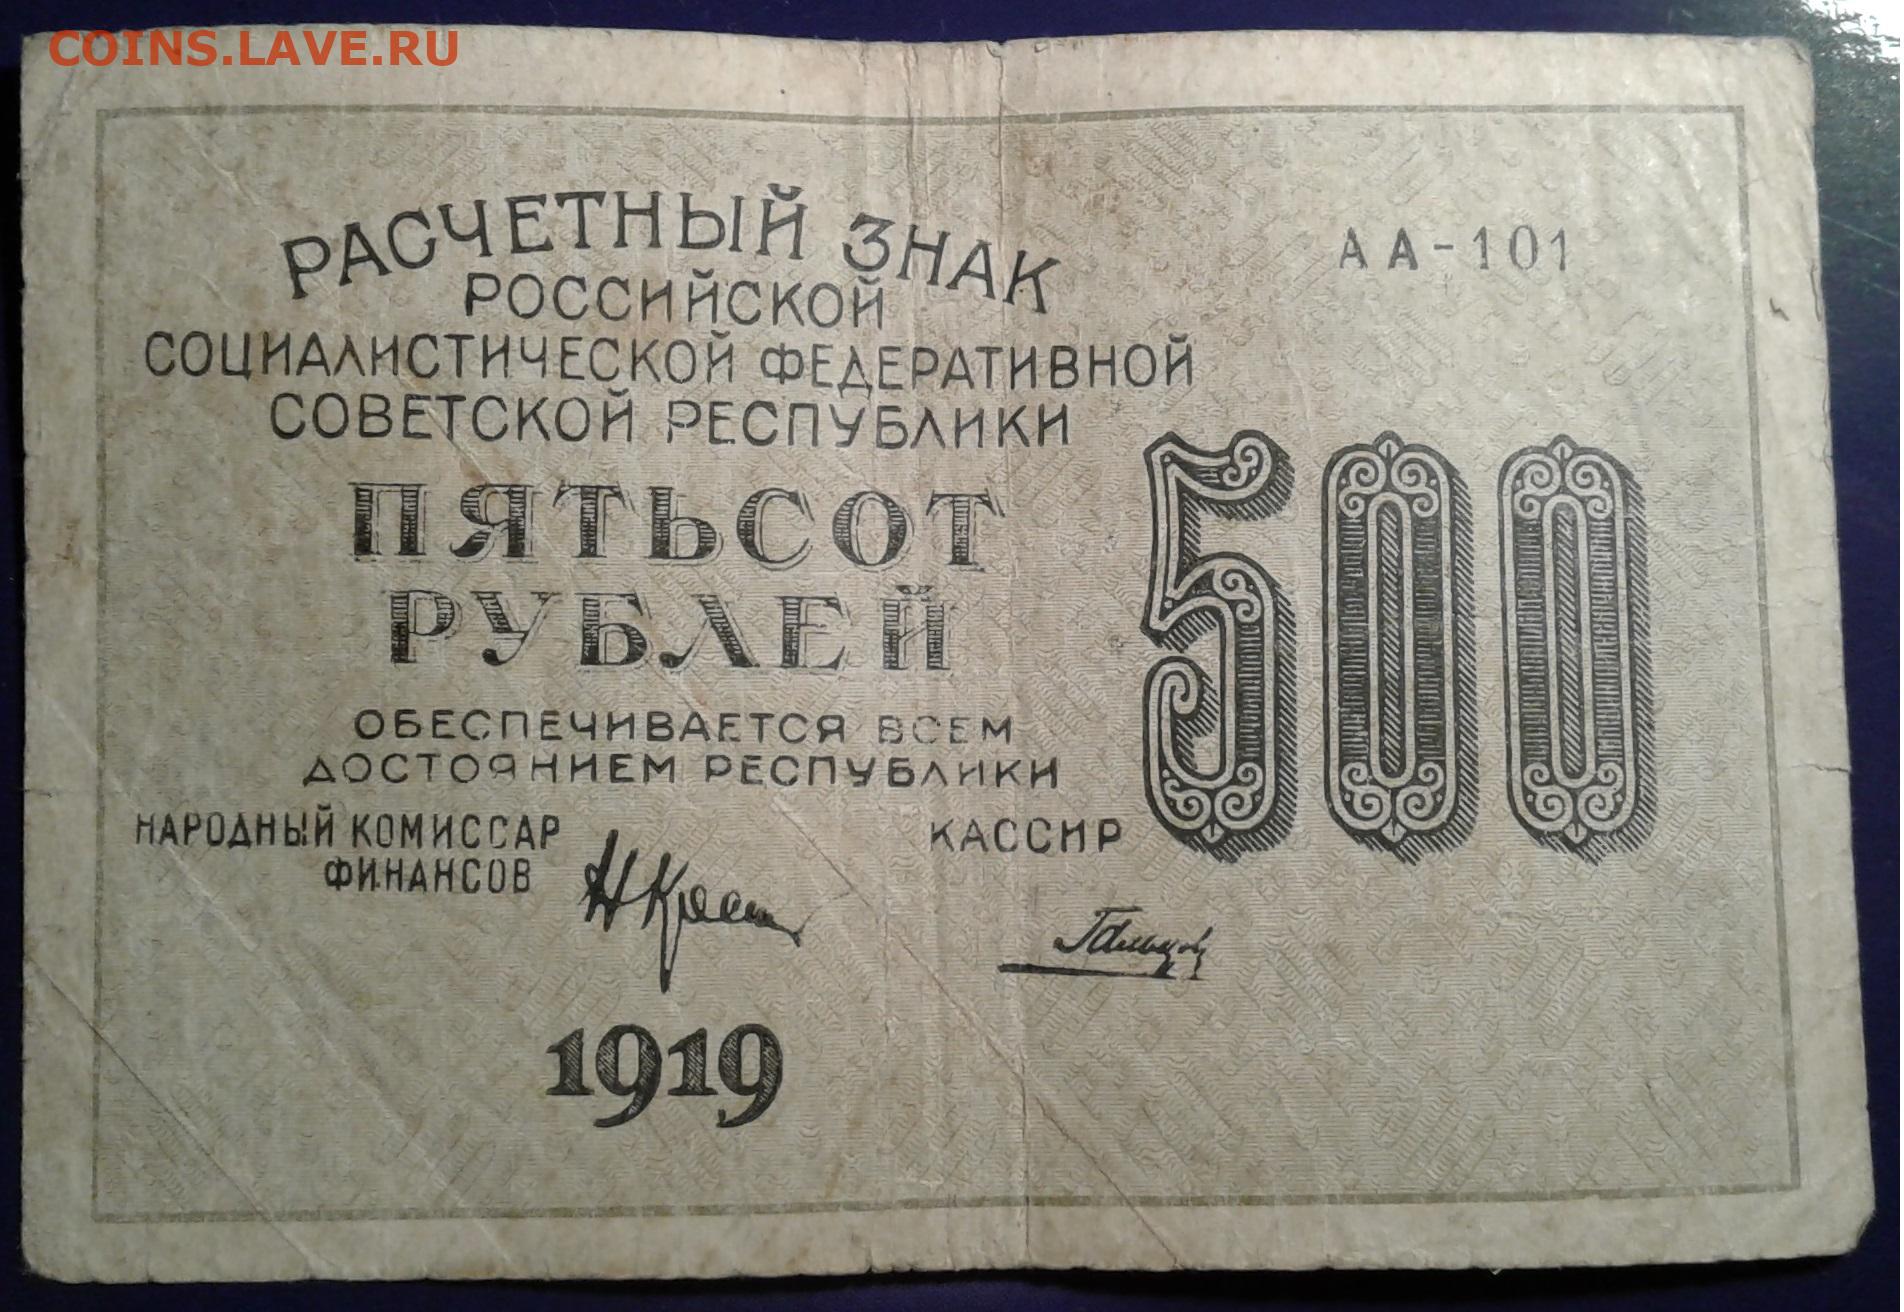 COINS.LAVE.RU
РАСЧЕТНЫЙ ЗНАК
РОССИЙСКОЙ
СОЦИАЛИСТИЧЕСКОЙ ФЕДЕРАТИВНОЙ
СОВЕТСКОЙ РЕСПУБЛИКИ
АА-101
ПЯТЬСОТ
РУБЛЕЙ
500
ОБЕСПЕЧИВАЕТСЯ ВСЕМ
ДОСТОЯНИЕМ РЕСПУБЛИКИ
НАРОДНЫЙ КОМИССАР
ФИНАНСОВ
КАССИР
1919